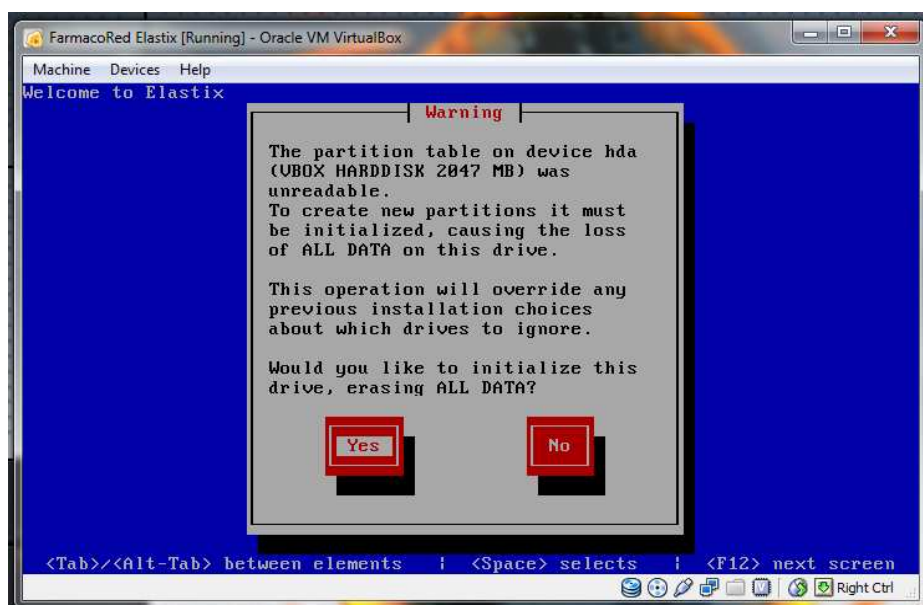 FarmacoRed Elastix [Running] - Oracle VM VirtualBox
Machine Devices Help
Welcome to Elastix
Warning
The partition table on device hda
(VBOX HARDDISK 2047 MB) was
unreadable.
To create new partitions it must
be initialized, causing the loss
of ALL DATA on this drive.
This operation will override any
previous installation choices
about which drives to ignore.
Would you like to initialize this
drive, erasing ALL DATA?
Yes No
<Tab>/<Alt-Tab> between elements | <Space> selects | <F12> next screen
Right Ctrl